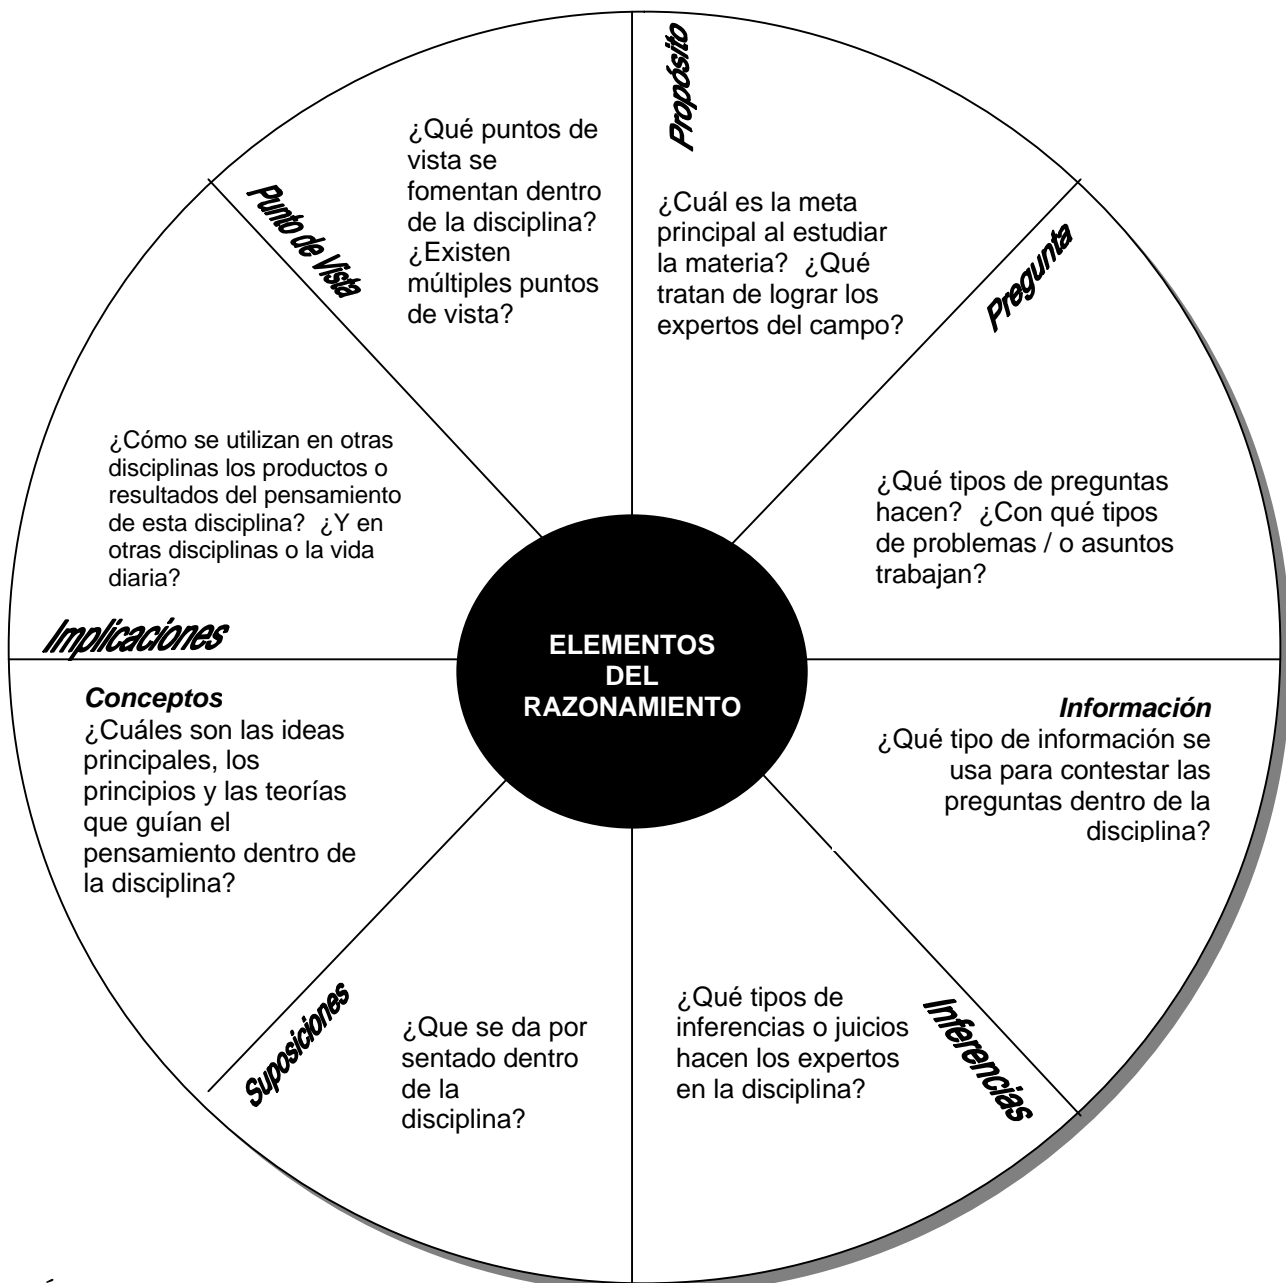 Propósito
¿Cuál es la meta
principal al estudiar
la materia? ¿Qué
tratan de lograr los
expertos del campo?
Pregunta
¿Qué tipos de preguntas
hacen? ¿Con qué tipos
de problemas / o asuntos
trabajan?
Información
¿Qué tipo de información se
usa para contestar las
preguntas dentro de la
disciplina?
Inferencias
¿Qué tipos de
inferencias o juicios
hacen los expertos
en la disciplina?
Suposiciones
¿Que se da por
sentado dentro
de la
disciplina?
Conceptos
¿Cuáles son las ideas
principales, los
principios y las teorías
que guían el
pensamiento dentro de
la disciplina?
Implicaciones
¿Cómo se utilizan en otras
disciplinas los productos o
resultados del pensamiento
de esta disciplina? ¿Y en
otras disciplinas o la vida
diaria?
Punto de Vista
¿Qué puntos de
vista se
fomentan dentro
de la disciplina?
¿Existen
múltiples puntos
de vista?
ELEMENTOS
DEL
RAZONAMIENTO